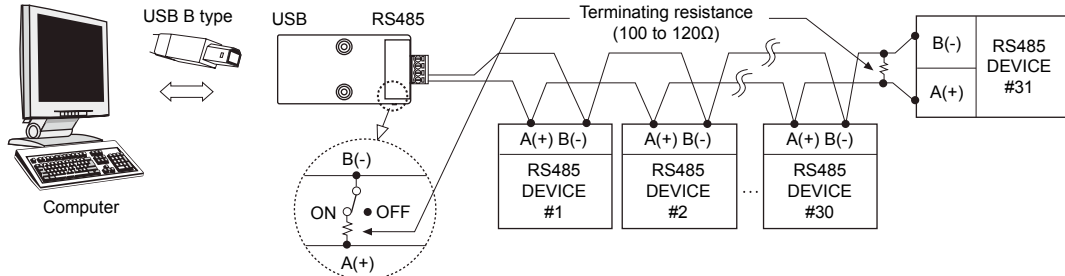 USB B type
USB
RS485
Terminating resistance
(100 to 120Ω)
B(-)
A(+)
RS485
DEVICE
#31
Computer
B(-)
ON
OFF
A(+)
A(+) B(-)
RS485
DEVICE
#1
A(+) B(-)
RS485
DEVICE
#2
...
A(+) B(-)
RS485
DEVICE
#30